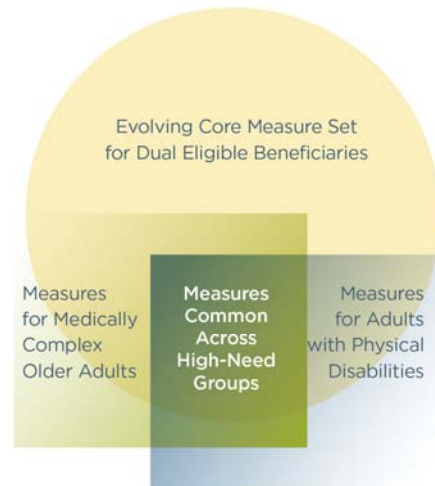 Evolving Core Measure Set
for Dual Eligible Beneficiaries
Measures
for Medically
Complex
Older Adults
Measures
Common
Across
High-Need
Groups
Measures
for Adults
with Physical
Disabilities